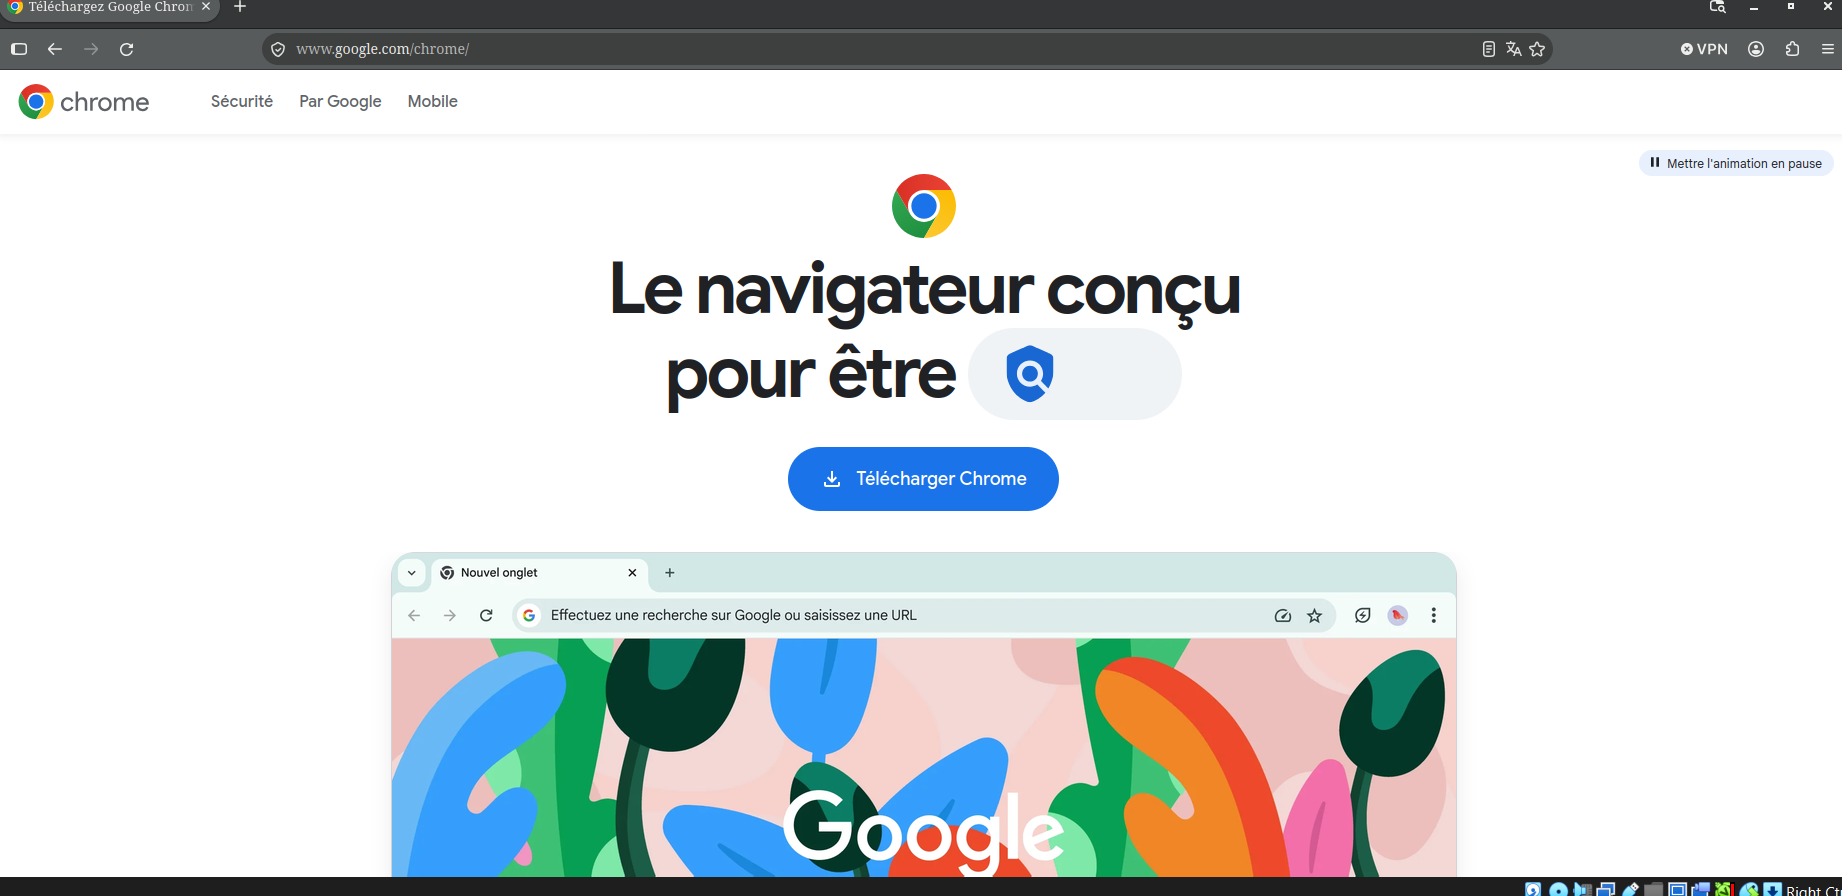 Téléchargez Google Chrom
www.google.com/chrome/
VPN
chrome
Sécurité
Par Google
Mobile
Mettre l'animation en pause
Le navigateur conçu
pour être
Télécharger Chrome
Nouvel onglet
Effectuez une recherche sur Google ou saisissez une URL
Google
Right Ct